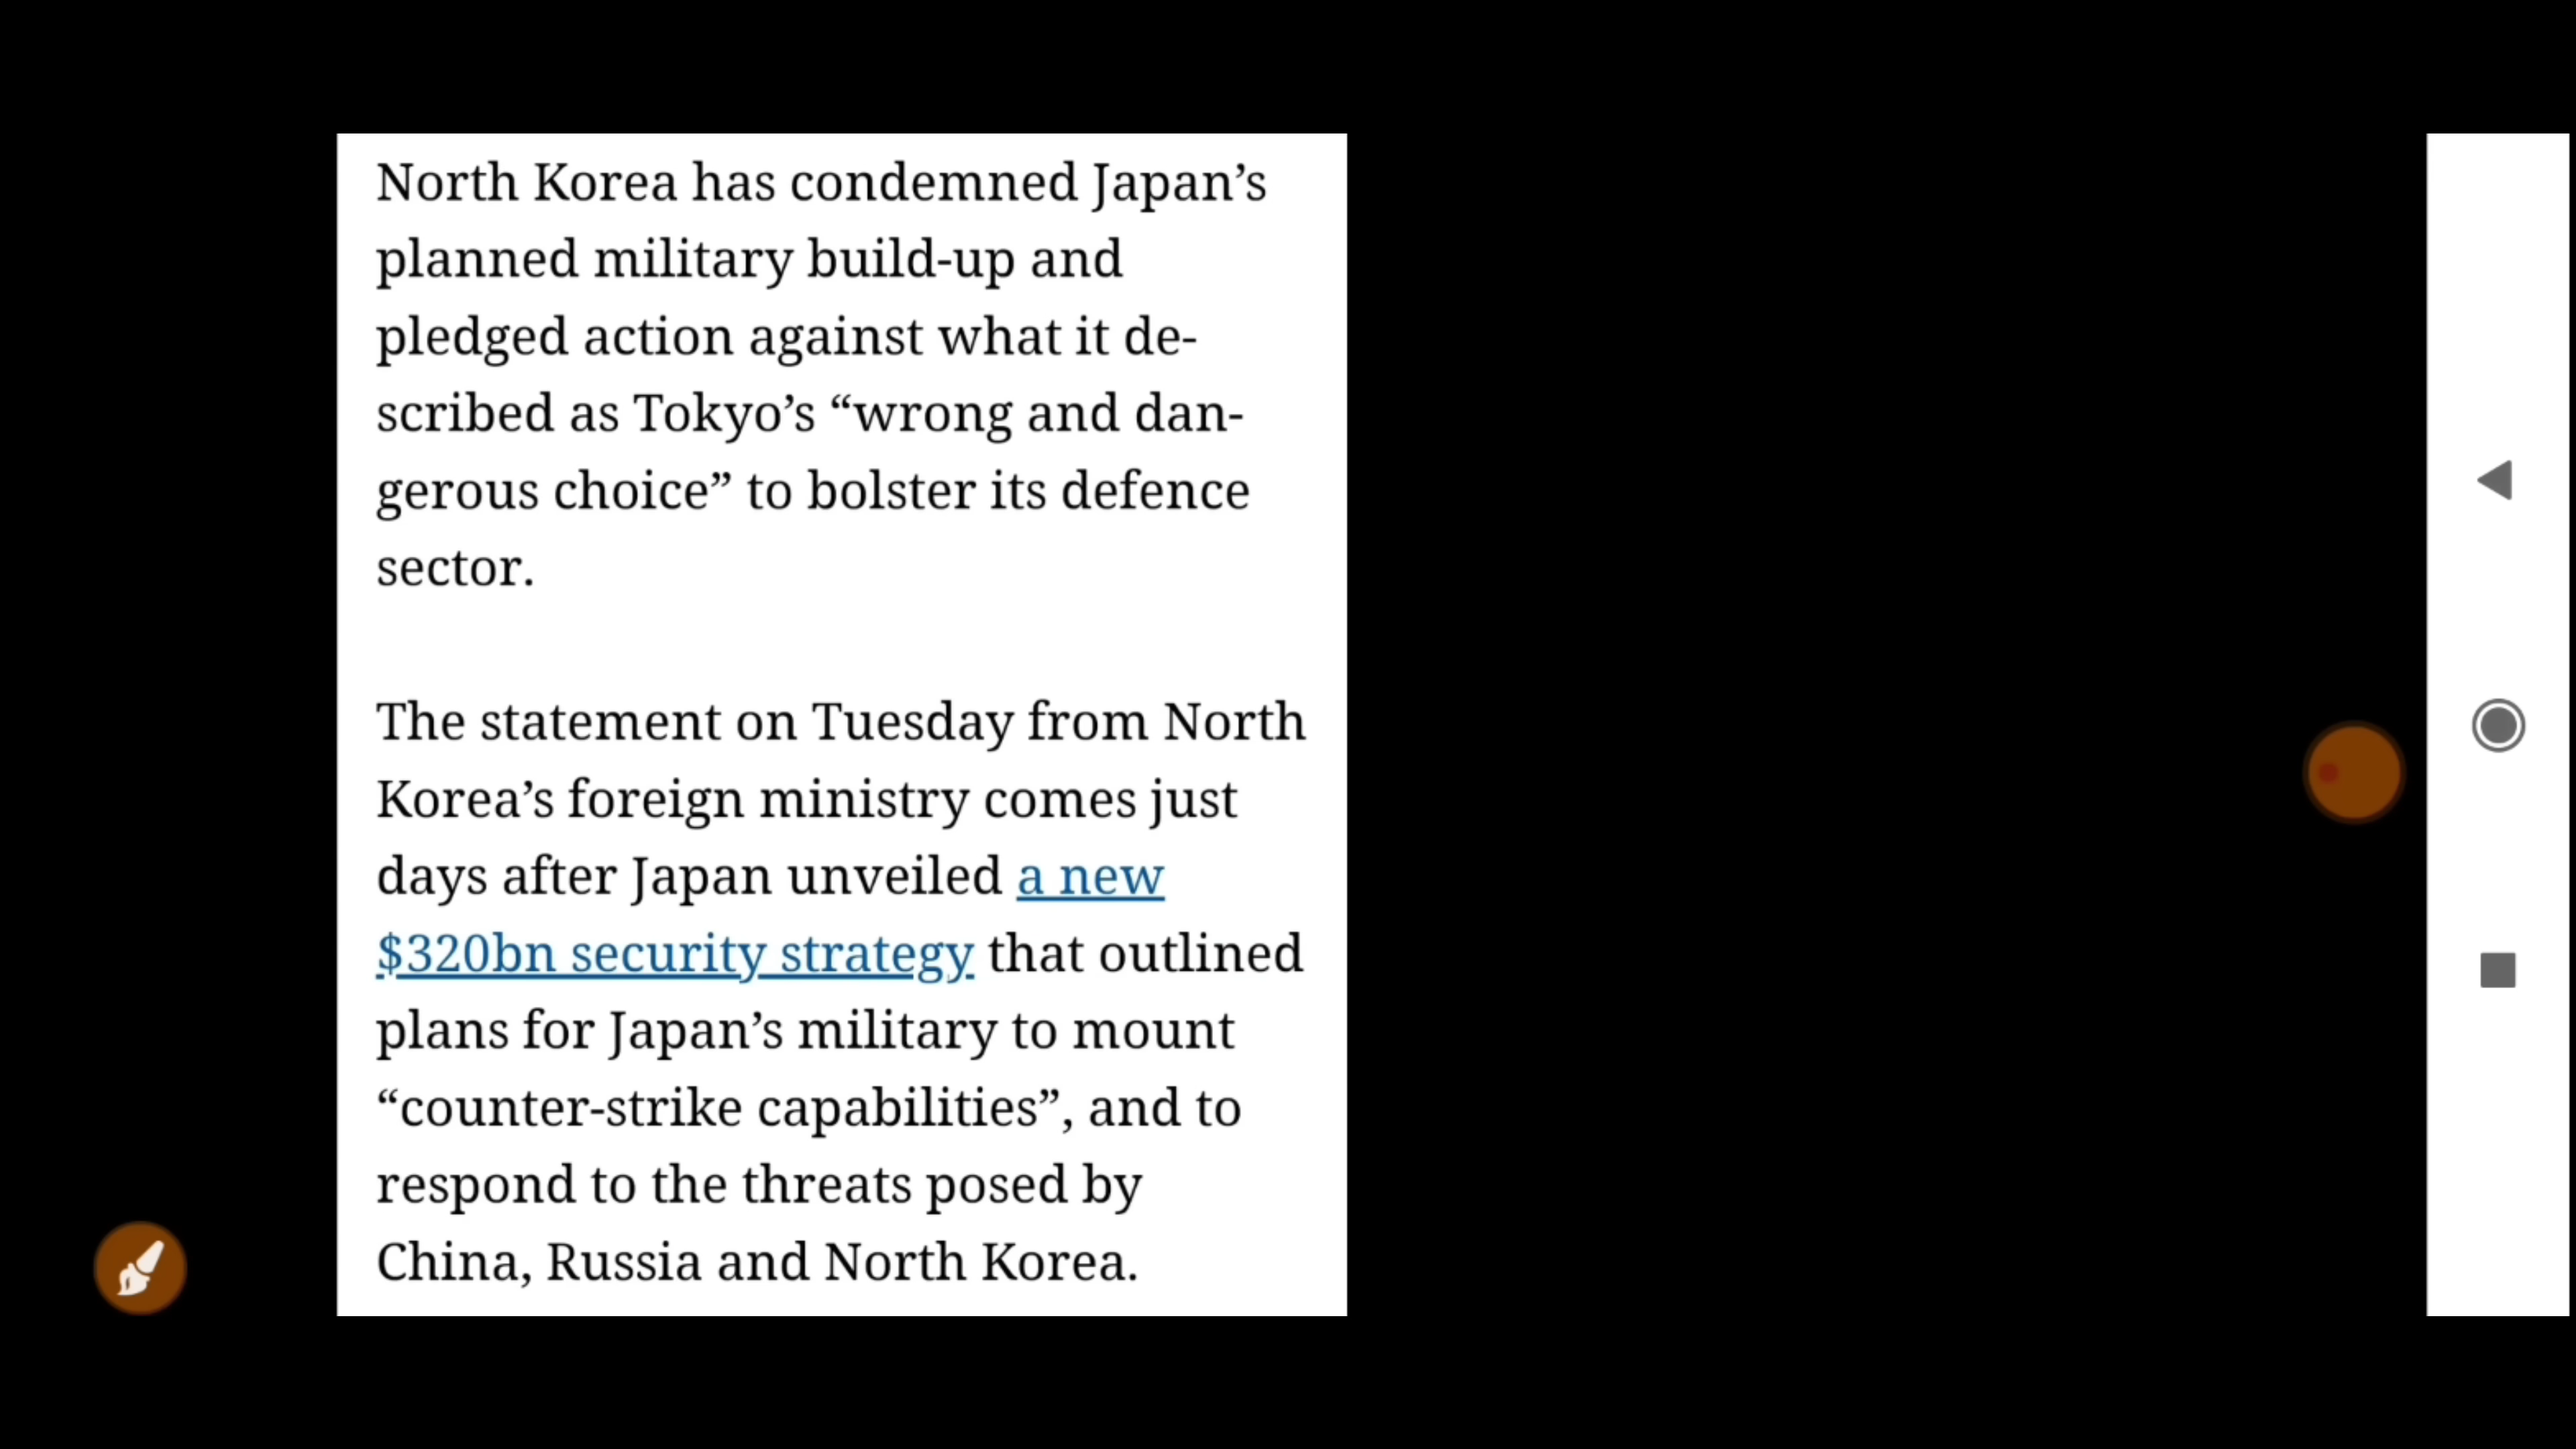 North Korea has condemned Japan’s
planned military build-up and
pledged action against what it de-
scribed as Tokyo’s “wrong and dan-
gerous choice” to bolster its defence
sector.
The statement on Tuesday from North
Korea’s foreign ministry comes just
days after Japan unveiled a new
$320bn security strategy that outlined
plans for Japan’s military to mount
“counter-strike capabilities”, and to
respond to the threats posed by
China, Russia and North Korea.